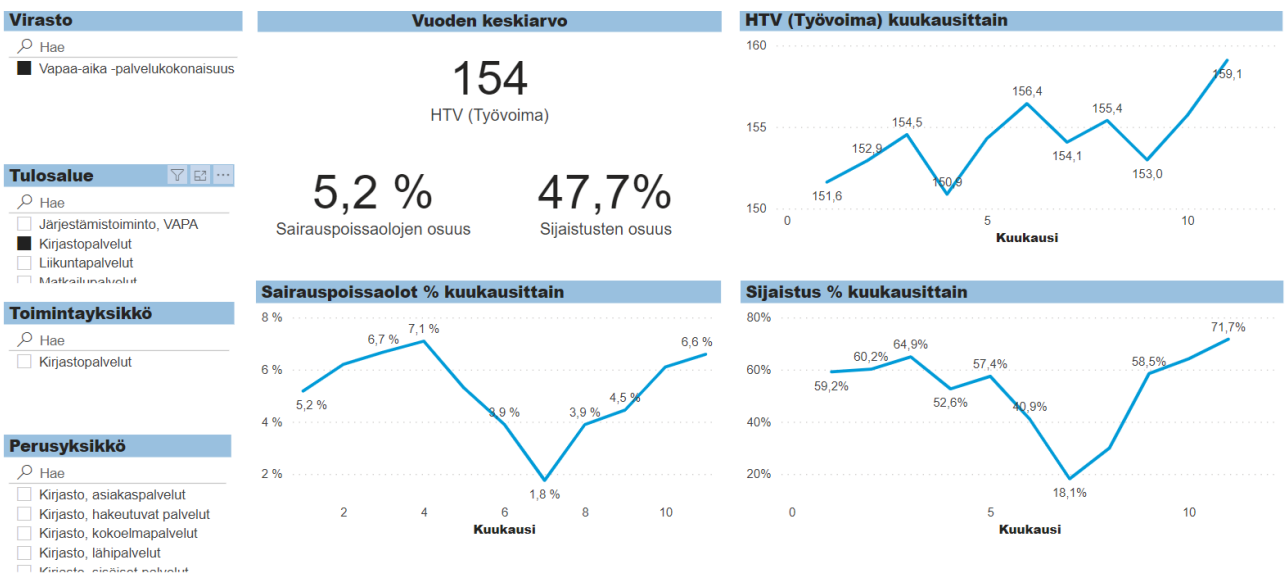 Virasto
Hae
Vapaa-aika -palvelukokonaisuus
Tulosalue
Hae
Järjestämistoiminto, VAPA
Kirjastopalvelut
Liikuntapalvelut
Matkailupalvelut
Toimintayksikkö
Hae
Kirjastopalvelut
Perusyksikkö
Hae
Kirjasto, asiakaspalvelut
Kirjasto, hakeutuvat palvelut
Kirjasto, kokoelmapalvelut
Kirjasto, lähipalvelut
Kirjasto, sisäiset palvelut
Vuoden keskiarvo
154
HTV (Työvoima)
5,2 %
Sairauspoissaolojen osuus
47,7%
Sijaistusten osuus
HTV (Työvoima) kuukausittain
160
155
150
151,6
152,9
154,5
150,9
156,4
154,1
155,4
153,0
159,1
0
5
10
Kuukausi
Sairauspoissaolot % kuukausittain
8 %
6 %
4 %
2 %
5,2 %
6,7 %
7,1 %
3,9 %
1,8 %
3,9 %
4,5 %
6,6 %
2
4
6
8
10
Kuukausi
Sijaistus % kuukausittain
80%
60%
40%
20%
59,2%
60,2%
64,9%
52,6%
57,4%
40,9%
18,1%
58,5%
71,7%
0
5
10
Kuukausi